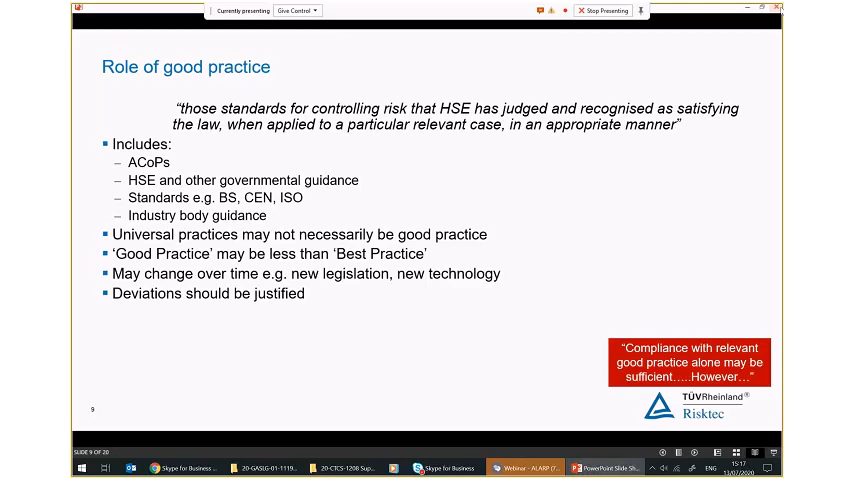 Currently presenting Give Control Stop Presenting
Role of good practice
“those standards for controlling risk that HSE has judged and recognised as satisfying
the law, when applied to a particular relevant case, in an appropriate manner”
Includes:
– ACoPs
– HSE and other governmental guidance
– Standards e.g. BS, CEN, ISO
– Industry body guidance
Universal practices may not necessarily be good practice
‘Good Practice’ may be less than ‘Best Practice’
May change over time e.g. new legislation, new technology
Deviations should be justified
“Compliance with relevant
good practice alone may be
sufficient…..However…”
TÜVRheinland®
Risktec
9
SLIDE 9 OF 20
Skype for Business ... 20-GASLG-01-1119... 20-CTCS-1208 Sup... Skype for Business Webinar - ALARP (7... PowerPoint Slide Sh... ENG 15:17
13/07/2020